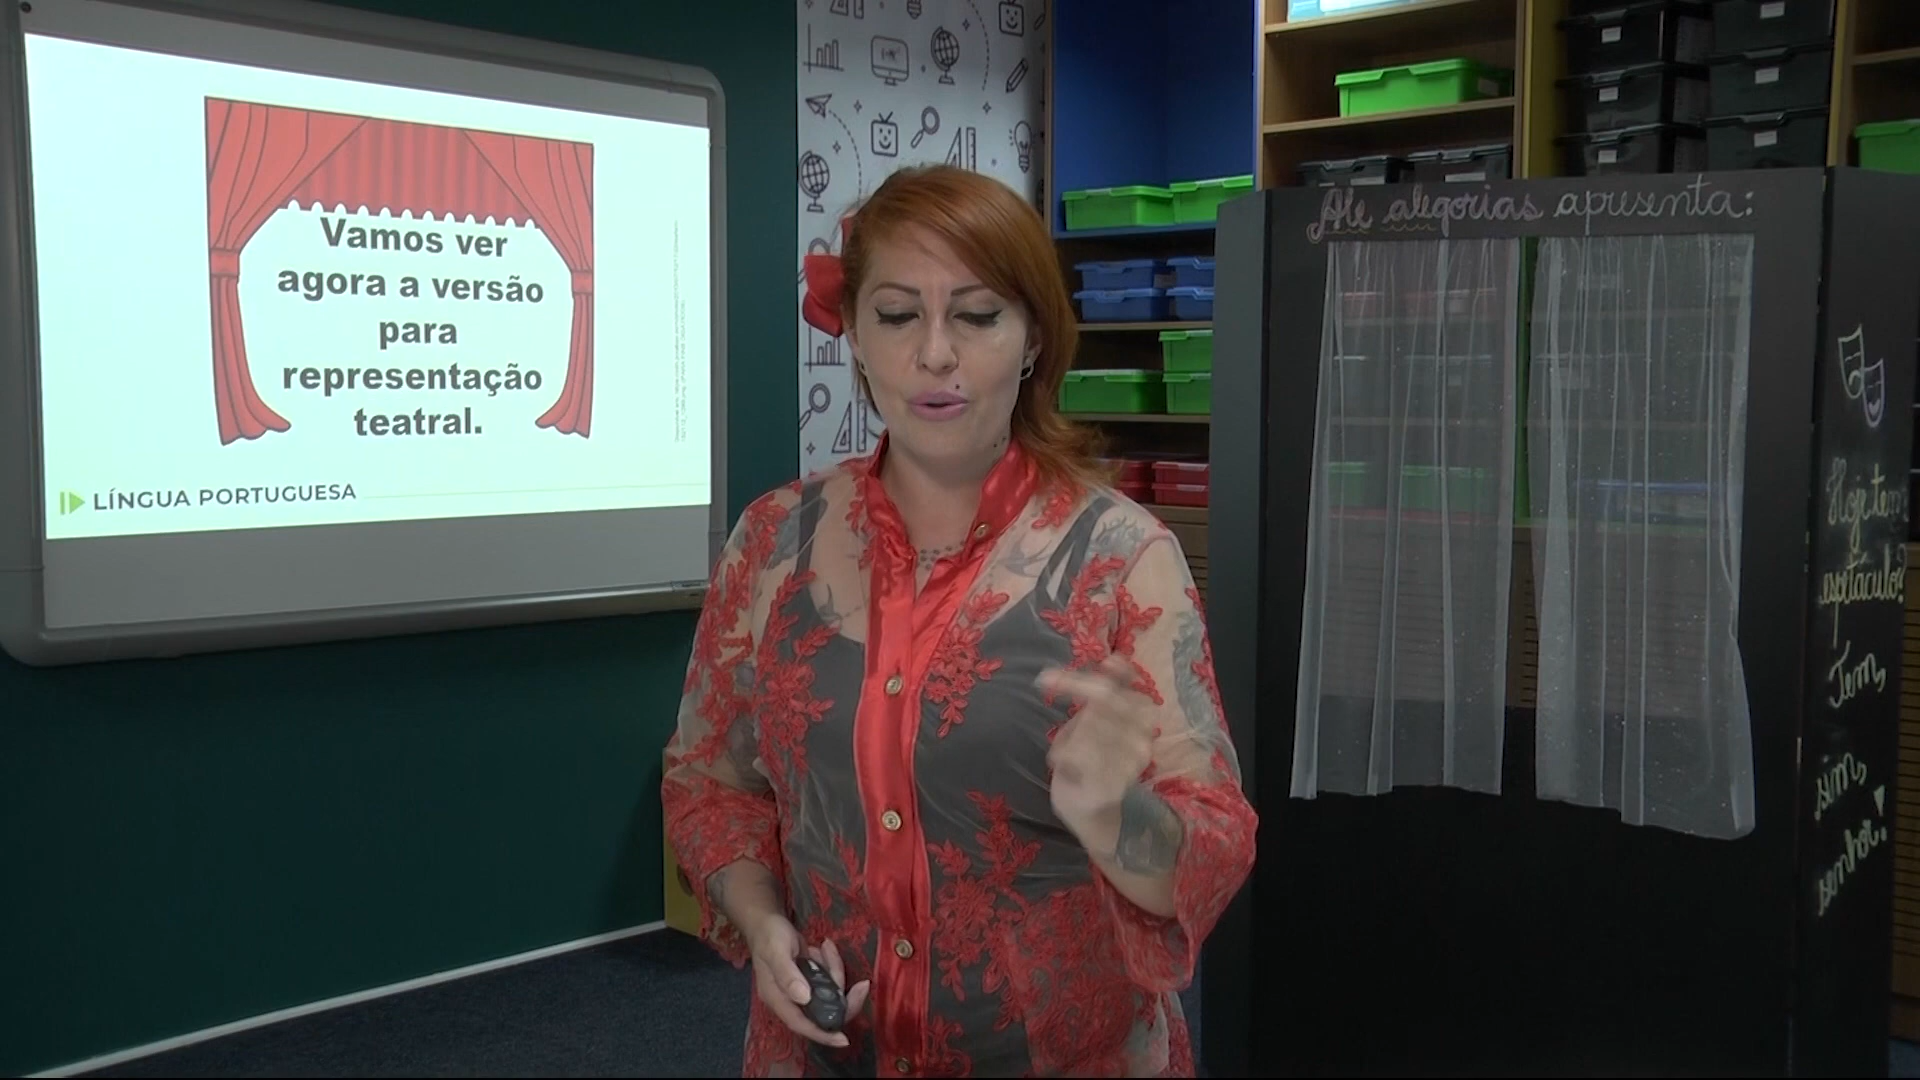 Vamos ver
agora a versão
para
representação
teatral.
LÍNGUA PORTUGUESA
Ale alegorias apresenta:
Hoje tem
espetáculo?
Tem,
sim,
senhor!